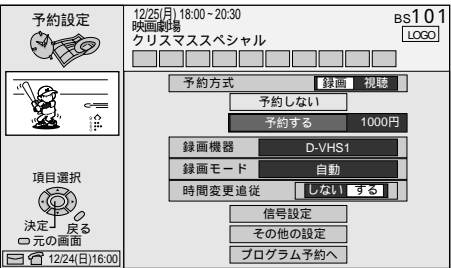 予約設定
12/25(月) 18:00~20:30
映画劇場
クリスマススペシャル
BS101
LOGO
予約方式 録画 視聴
予約しない
予約する 1000円
録画機器 D-VHS1
録画モード 自動
時間変更追従 しない する
信号設定
その他の設定
プログラム予約へ
項目選択
決定 戻る
元の画面
12/24(日)16:00